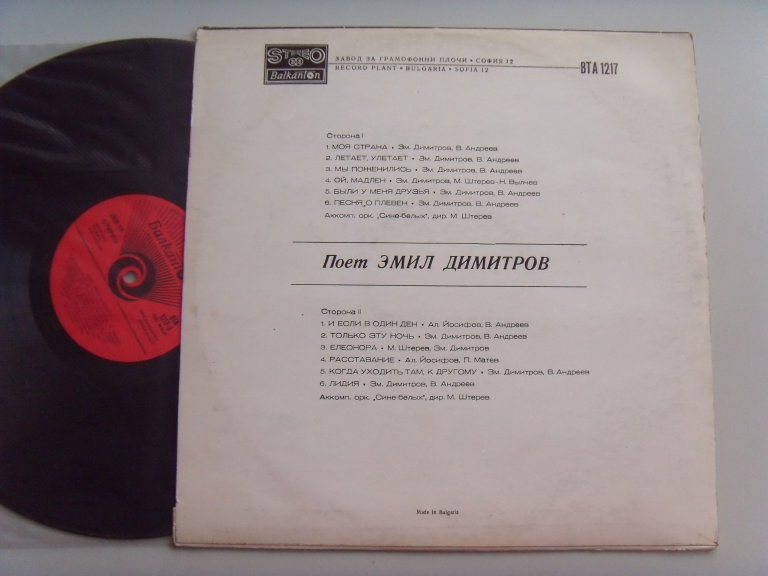 STEREO
Balkanton
ЗАВОД ЗА ГРАМОФОННИ ПЛОЧИ • СОФИЯ 12
RECORD PLANT • BULGARIA • SOFIA 12
BTA 1217
Сторона I
1. МОЯ СТРАНА • Эм. Димитров, В. Андреев
2. ЛЕТАЕТ, УЛЕТАЕТ • Эм. Димитров, В. Андреев
3. МЫ ПОЖЕНИЛИСЬ • Эм. Димитров, В. Андреев
4. ОЙ, МАДЛЕН • Эм. Димитров, М. Штерев-Н. Вылчев
5. БЫЛИ У МЕНЯ ДРУЗЬЯ • Эм. Димитров, В. Андреев
6. ПЕСНЯ О ПЛЕВЕН • Эм. Димитров, В. Андреев
Аккомп. орк. „Сине-белых", дир. М. Штерев
Поет ЭМИЛ ДИМИТРОВ
Сторона II
1. И ЕСЛИ В ОДИН ДЕН • Ал. Йосифов, В. Андреев
2. ТОЛЬКО ЭТУ НОЧЬ • Эм. Димитров, В. Андреев
3. ЕЛЕОНОРА • М. Штерев, Эм. Димитров
4. РАССТАВАНИЕ • Ал. Йосифов, П. Матев
5. КОГДА УХОДИТЬ ТАМ, К ДРУГОМУ • Эм. Димитров, В. Андреев
6. ЛИДИЯ • Эм. Димитров, В. Андреев
Аккомп. орк. „Сине-белых", дир. М. Штерев
Made in Bulgaria
Балкантон